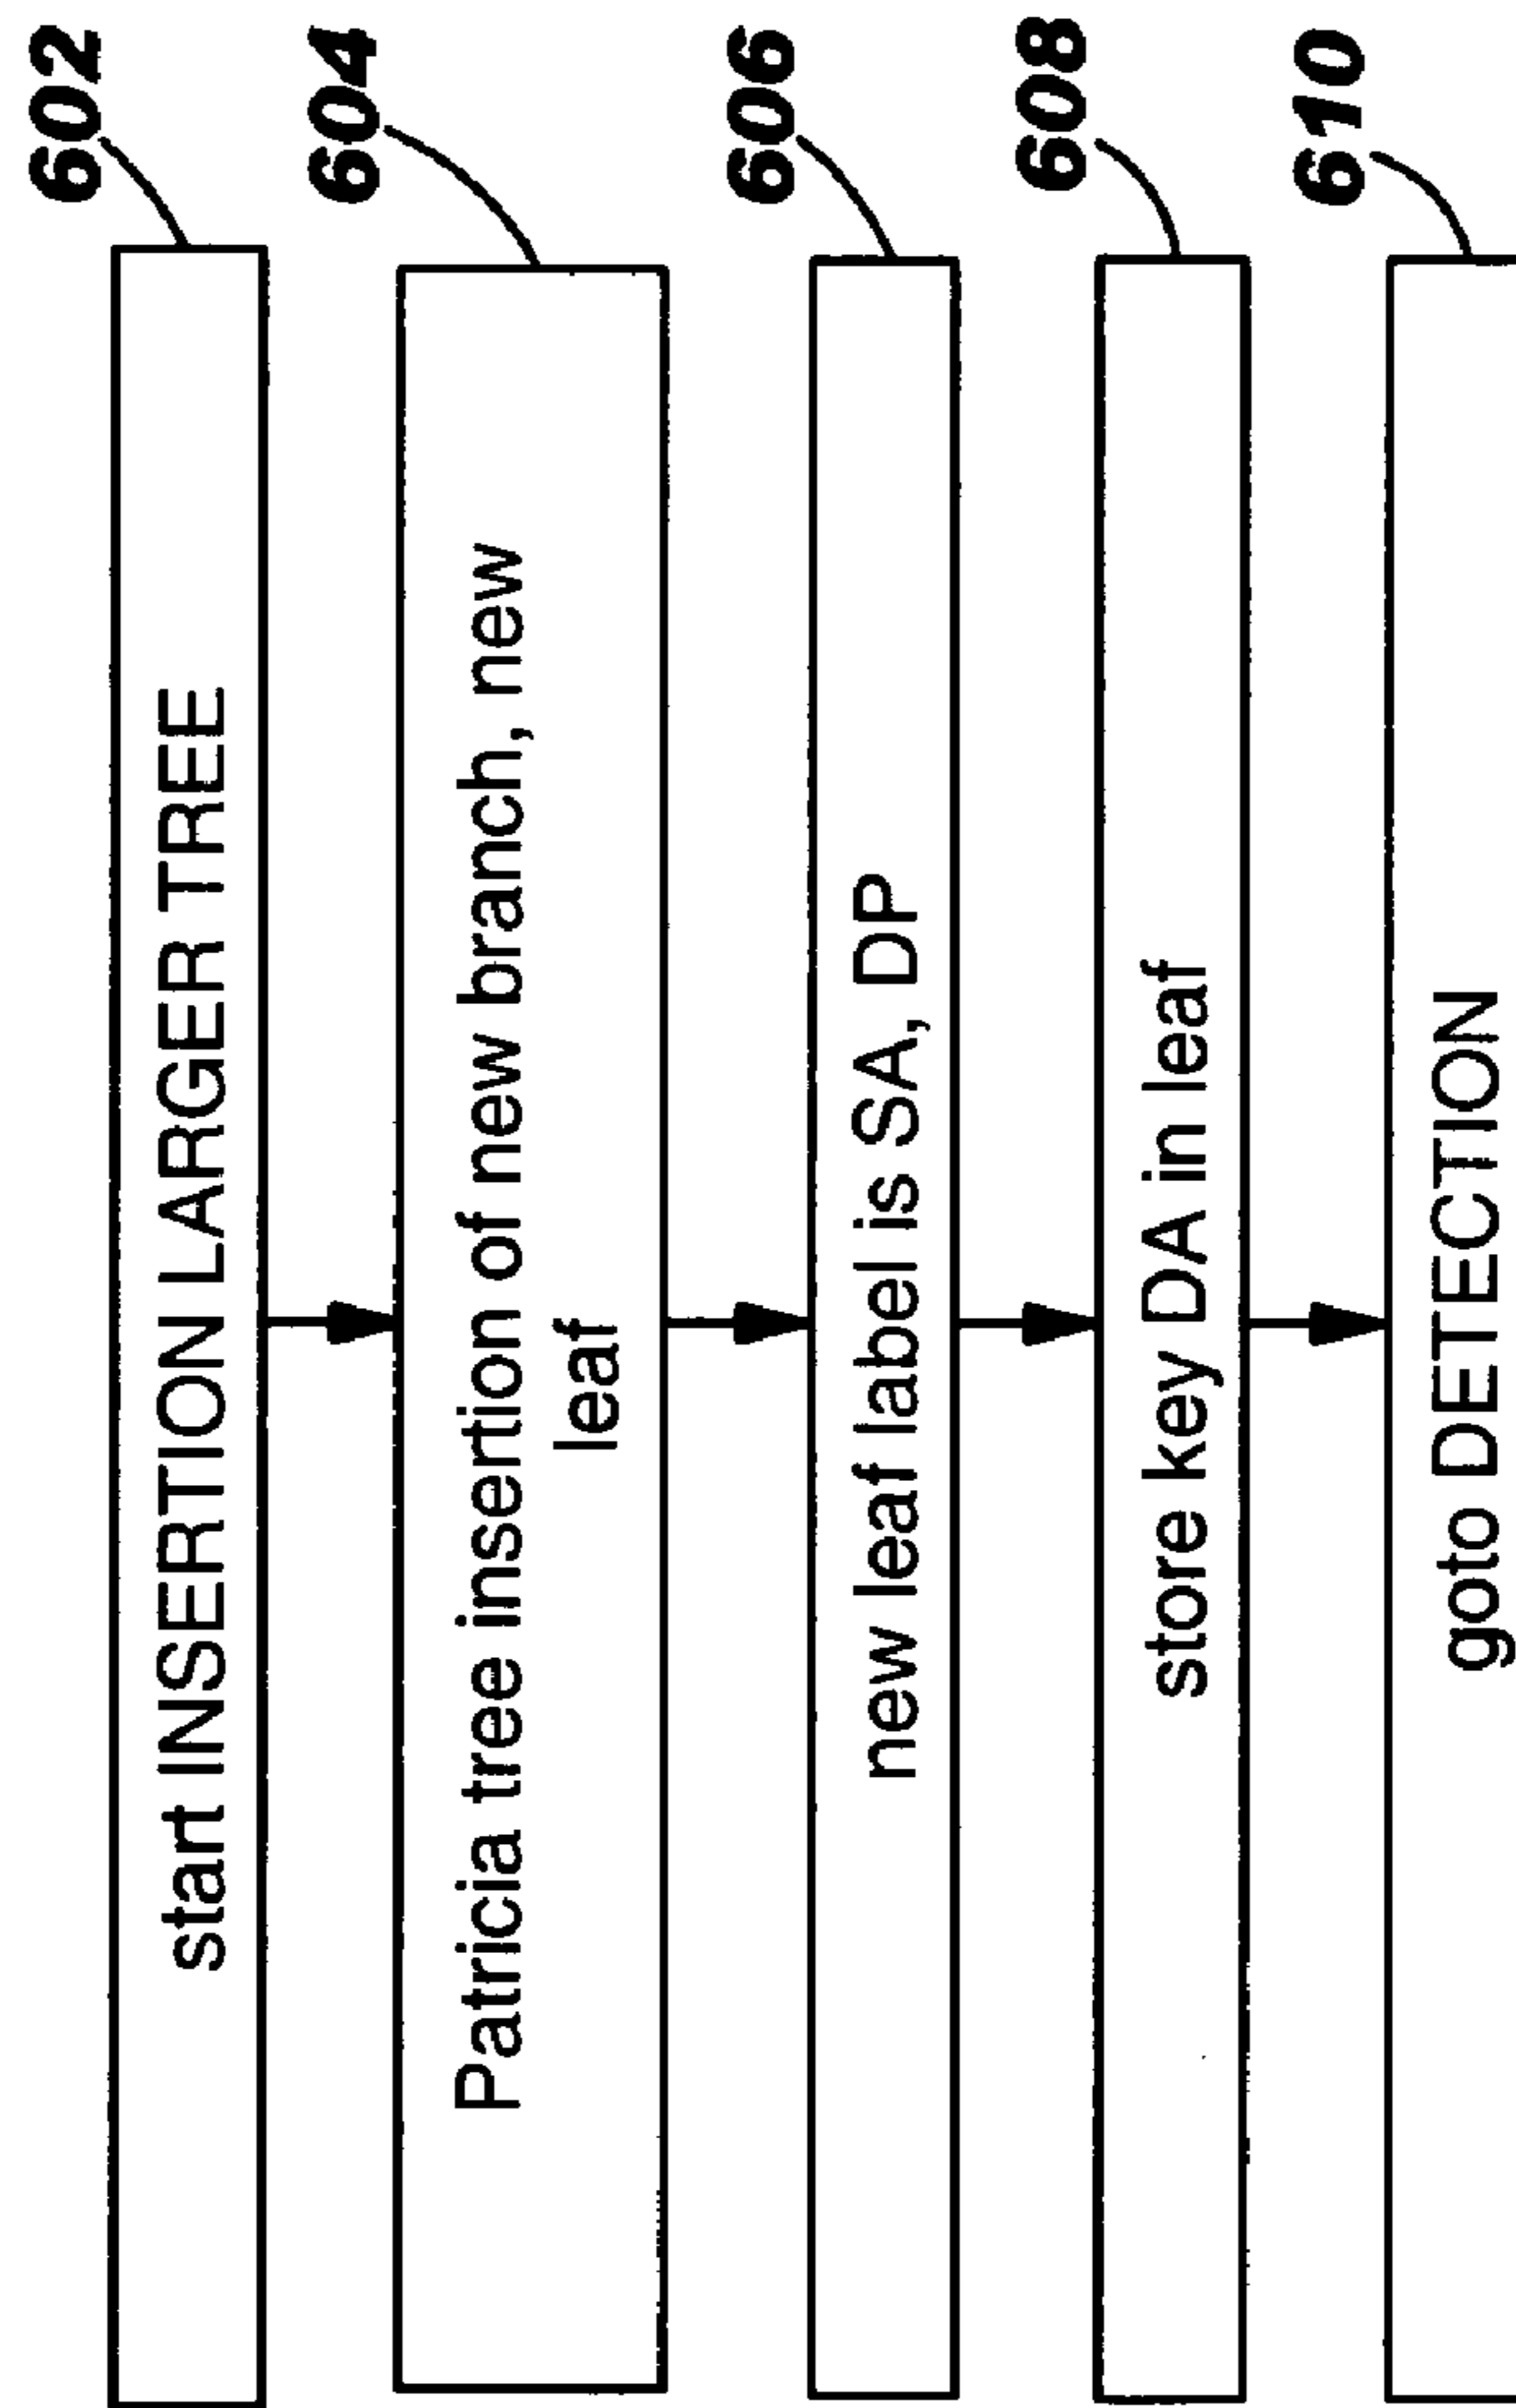 602
start INSERTION LARGER TREE
604
Patricia tree insertion of new branch, new
leaf
606
new leaf label is SA, DP
608
store key DA in leaf
610
goto DETECTION